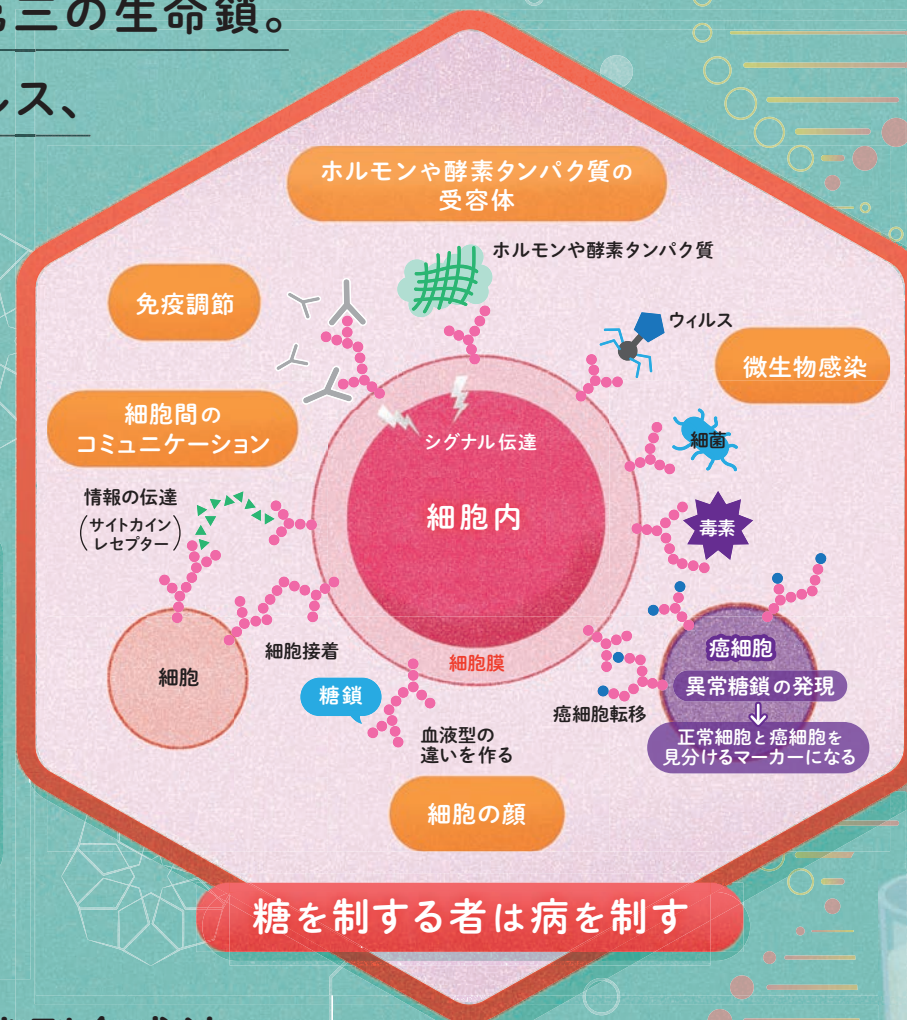 三の生命鎖。
ス、
ホルモンや酵素タンパク質の
受容体
ホルモンや酵素タンパク質
免疫調節
ウィルス
微生物感染
細胞間の
コミュニケーション
シグナル伝達
細菌
情報の伝達
(サイトカイン
レセプター)
細胞内
毒素
細胞接着
細胞膜
癌細胞
細胞
異常糖鎖の発現
糖鎖
癌細胞転移
血液型の
違いを作る
正常細胞と癌細胞を
見分けるマーカーになる
細胞の顔
糖を制する者は病を制す